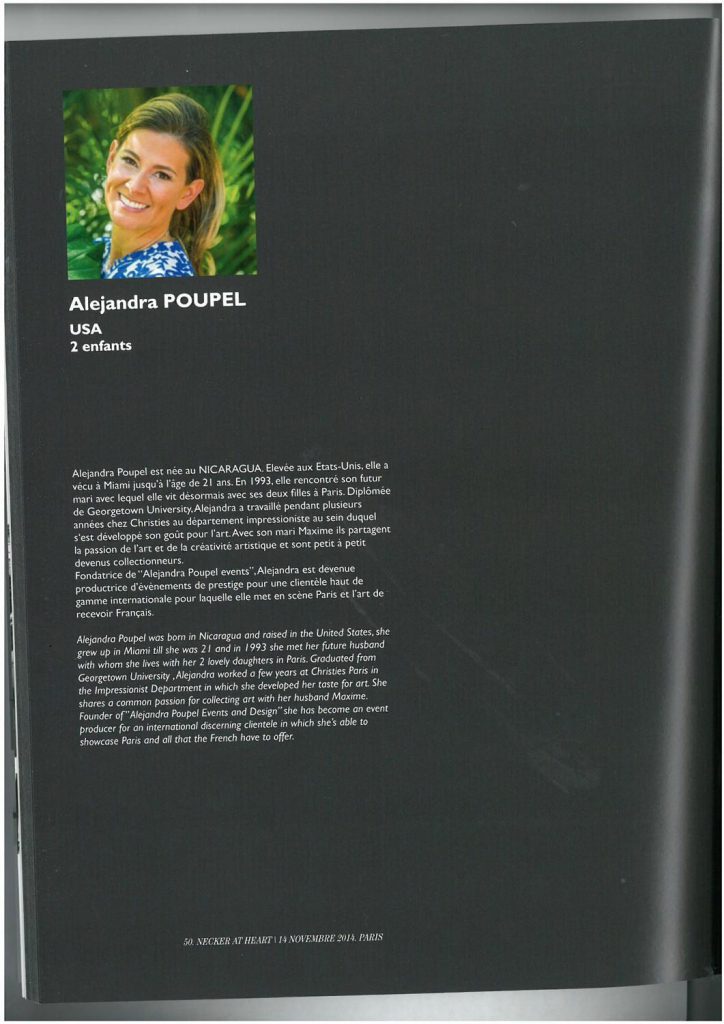 Alejandra POUPEL
USA
2 enfants
Alejandra Poupel est née au NICARAGUA. Elevée aux Etats-Unis, elle a
vécu à Miami jusqu'à l'âge de 21 ans. En 1993, elle rencontré son futur
mari avec lequel elle vit désormais avec ses deux filles à Paris. Diplômée
de Georgetown University, Alejandra a travaillé pendant plusieurs
années chez Christies au département impressioniste au sein duquel
s'est développé son goût pour l'art. Avec son mari Maxime ils partagent
la passion de l'art et de la créativité artistique et sont petit à petit
devenus collectionneurs.
Fondatrice de "Alejandra Poupel events", Alejandra est devenue
productrice d'évènements de prestige pour une clientèle haut de
gamme internationale pour laquelle elle met en scène Paris et l'art de
recevoir Français.
Alejandra Poupel was born in Nicaragua and raised in the United States, she
grew up in Miami till she was 21 and in 1993 she met her future husband
with whom she lives with her 2 lovely daughters in Paris. Graduated from
Georgetown University , Alejandra worked a few years at Christies Paris in
the Impressionist Department in which she developed her taste for art. She
shares a common passion for collecting art with her husband Maxime.
Founder of "Alejandra Poupel Events and Design" she has become an event
producer for an international discerning clientele in which she's able to
showcase Paris and all that the French have to offer.
50. NECKER AT HEART \ 14 NOVEMBRE 2014. PARIS